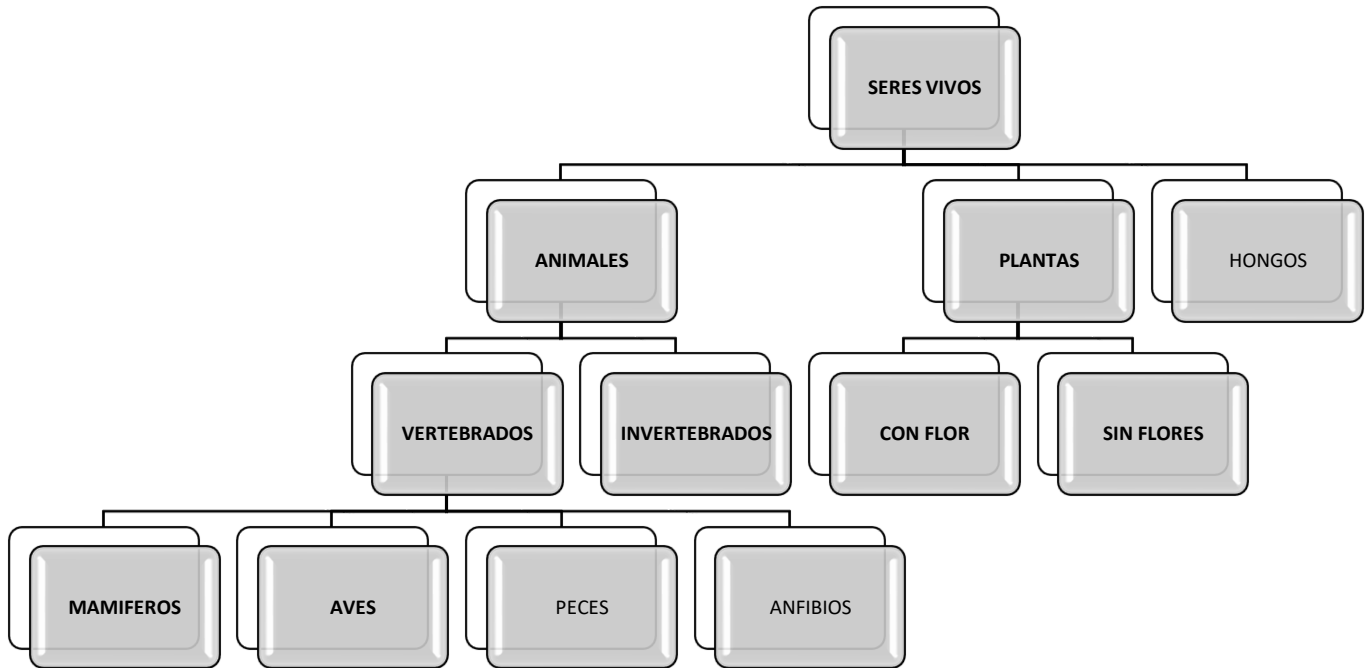 SERES VIVOS
ANIMALES
PLANTAS
HONGOS
VERTEBRADOS
INVERTEBRADOS
CON FLOR
SIN FLORES
MAMIFEROS
AVES
PECES
ANFIBIOS